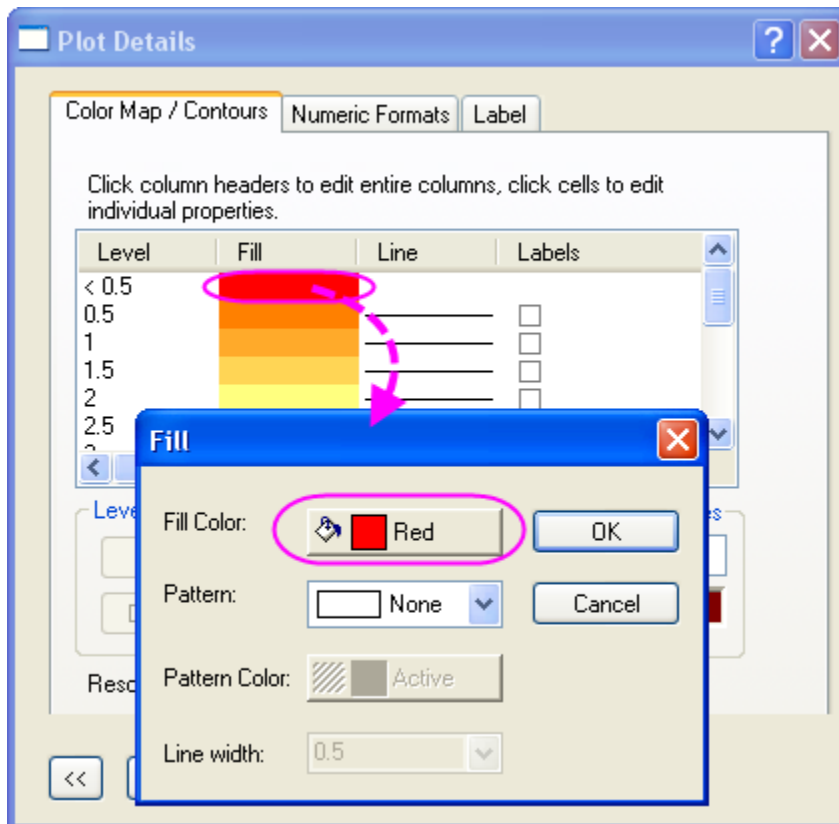 Plot Details
Color Map / Contours Numeric Formats Label
Click column headers to edit entire columns, click cells to edit
individual properties.
Level Fill Line Labels
< 0.5
0.5
1
1.5
2
2.5
Fill
Fill Color: Red OK
Pattern: None Cancel
Pattern Color: Active
Line width: 0.5
<<